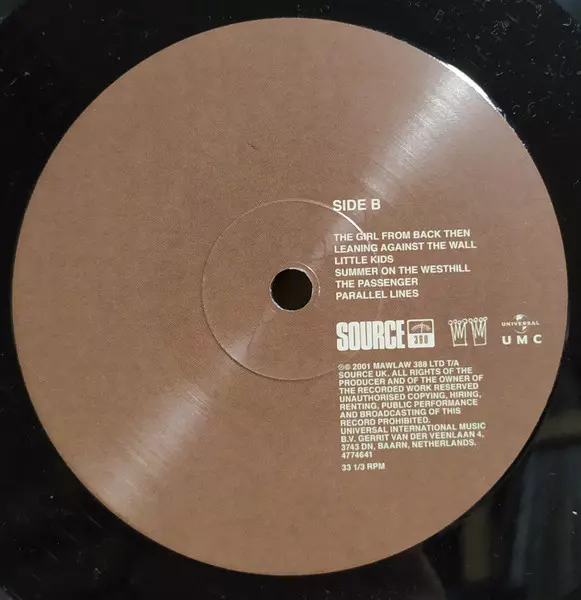 SIDE B
THE GIRL FROM BACK THEN
LEANING AGAINST THE WALL
LITTLE KIDS
SUMMER ON THE WESTHILL
THE PASSENGER
PARALLEL LINES
SOURCE 388
UNIVERSAL
UMC
℗© 2001 MAWLAW 388 LTD T/A
SOURCE UK. ALL RIGHTS OF THE
PRODUCER AND OF THE OWNER OF
THE RECORDED WORK RESERVED
UNAUTHORISED COPYING, HIRING,
RENTING, PUBLIC PERFORMANCE
AND BROADCASTING OF THIS
RECORD PROHIBITED.
UNIVERSAL INTERNATIONAL MUSIC
B.V. GERRIT VAN DER VEENLAAN 4,
3743 DN, BAARN, NETHERLANDS.
4774641
33 1/3 RPM